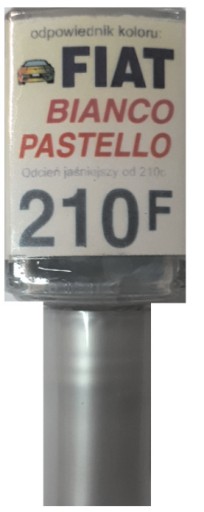 odpowiednik koloru:
FIAT
BIANCO
PASTELLO
Odcień jaśniejszy od 210c.
210F